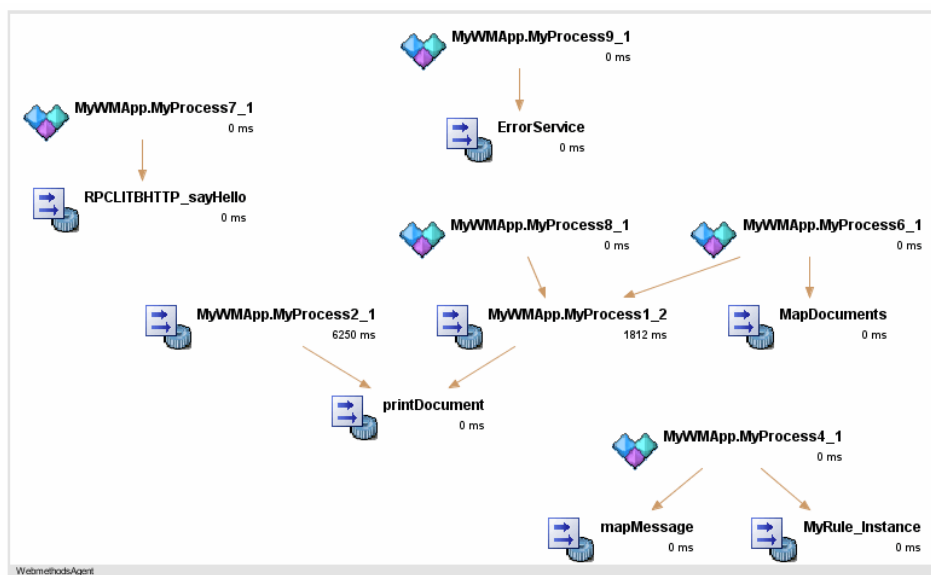 MyWMApp.MyProcess9_1
0 ms
MyWMApp.MyProcess7_1
0 ms
ErrorService
0 ms
RPCLITBHTTP_sayHello
0 ms
MyWMApp.MyProcess8_1
0 ms
MyWMApp.MyProcess6_1
0 ms
MyWMApp.MyProcess2_1
6250 ms
MyWMApp.MyProcess1_2
1812 ms
MapDocuments
0 ms
printDocument
0 ms
MyWMApp.MyProcess4_1
0 ms
mapMessage
0 ms
MyRule_Instance
0 ms
WebmethodsAgent